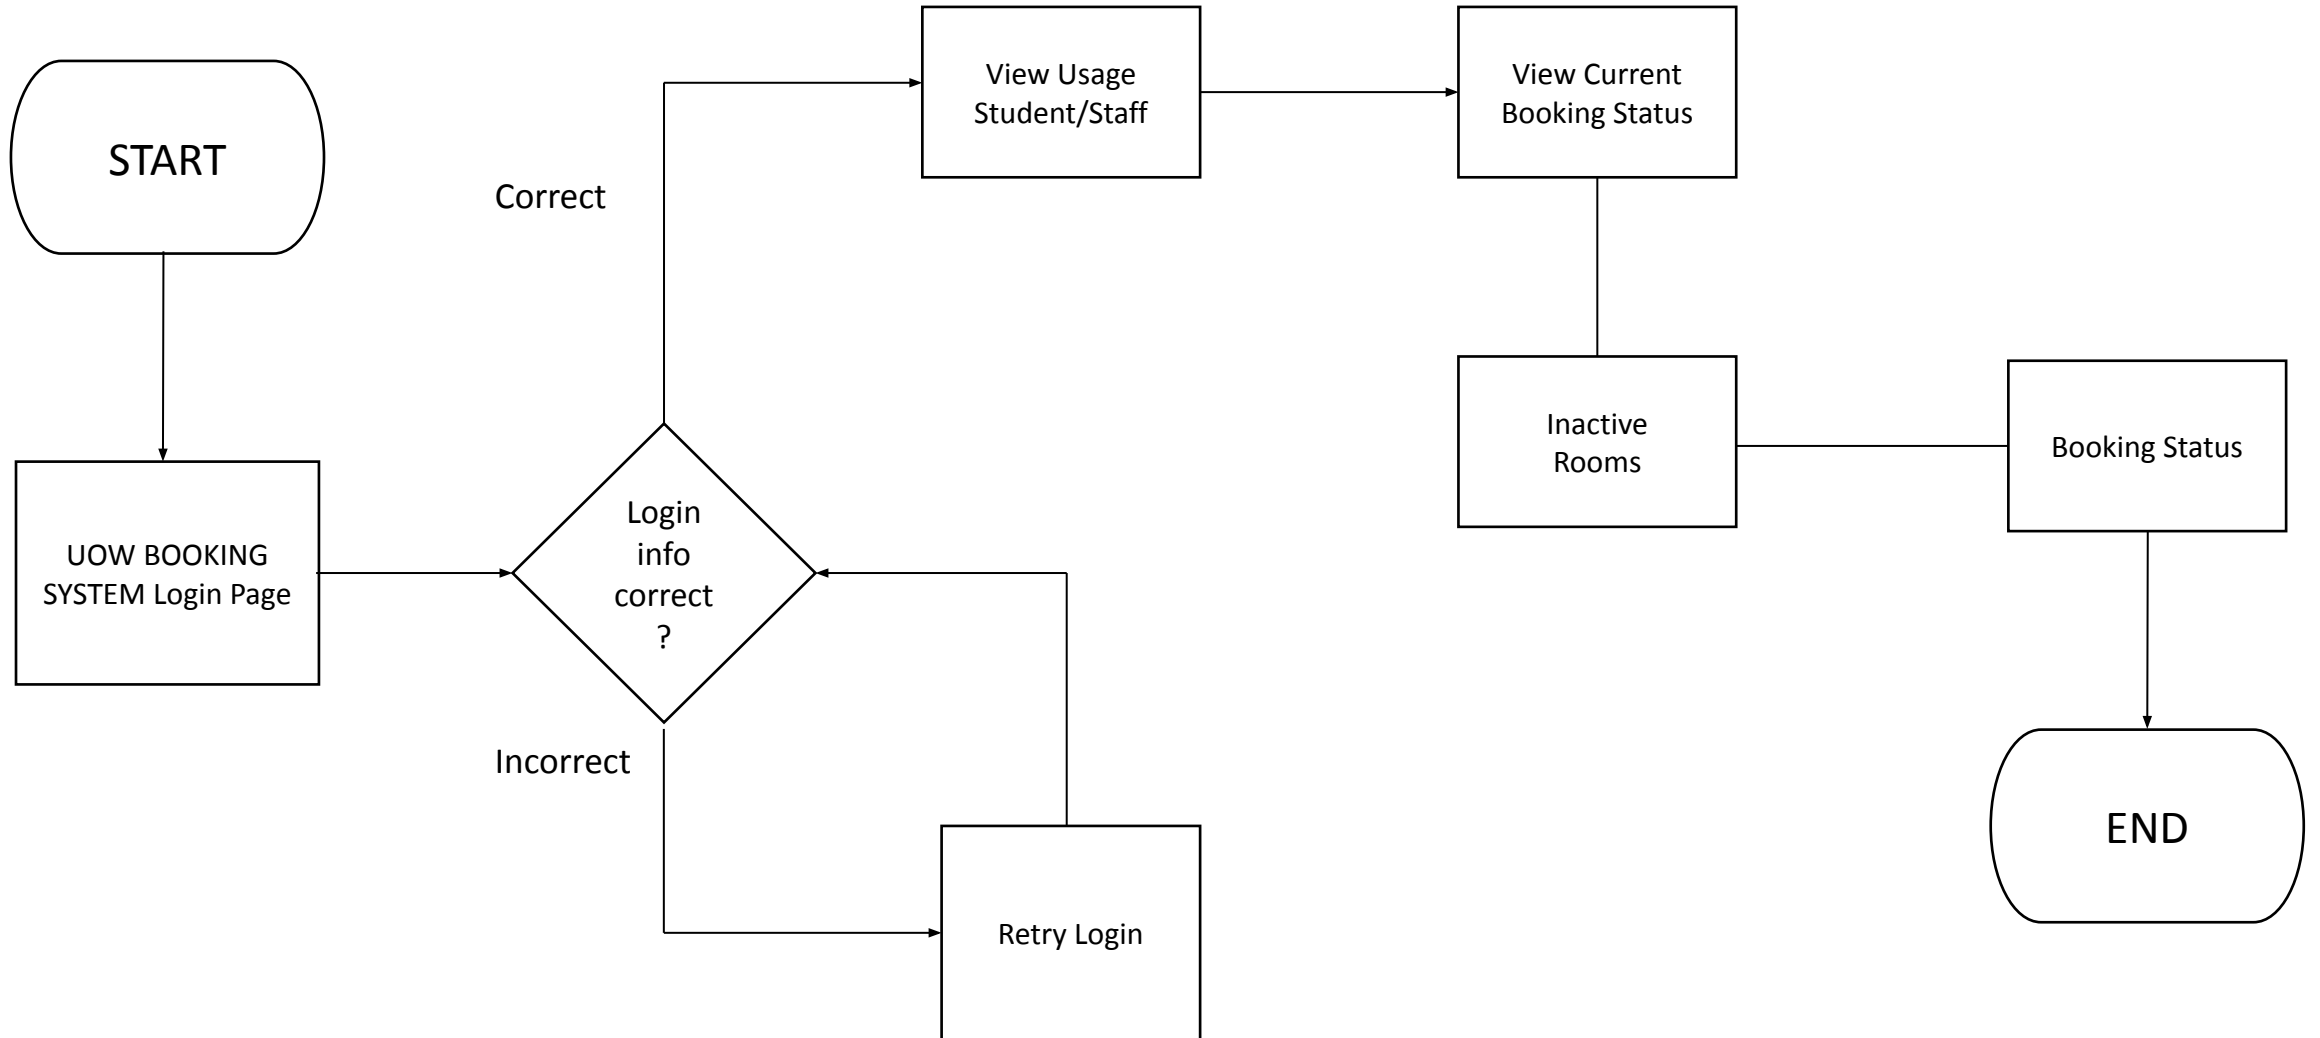 START
UOW BOOKING
SYSTEM Login Page
Login
info
correct
?
Correct
Incorrect
Retry Login
View Usage
Student/Staff
View Current
Booking Status
Inactive
Rooms
Booking Status
END